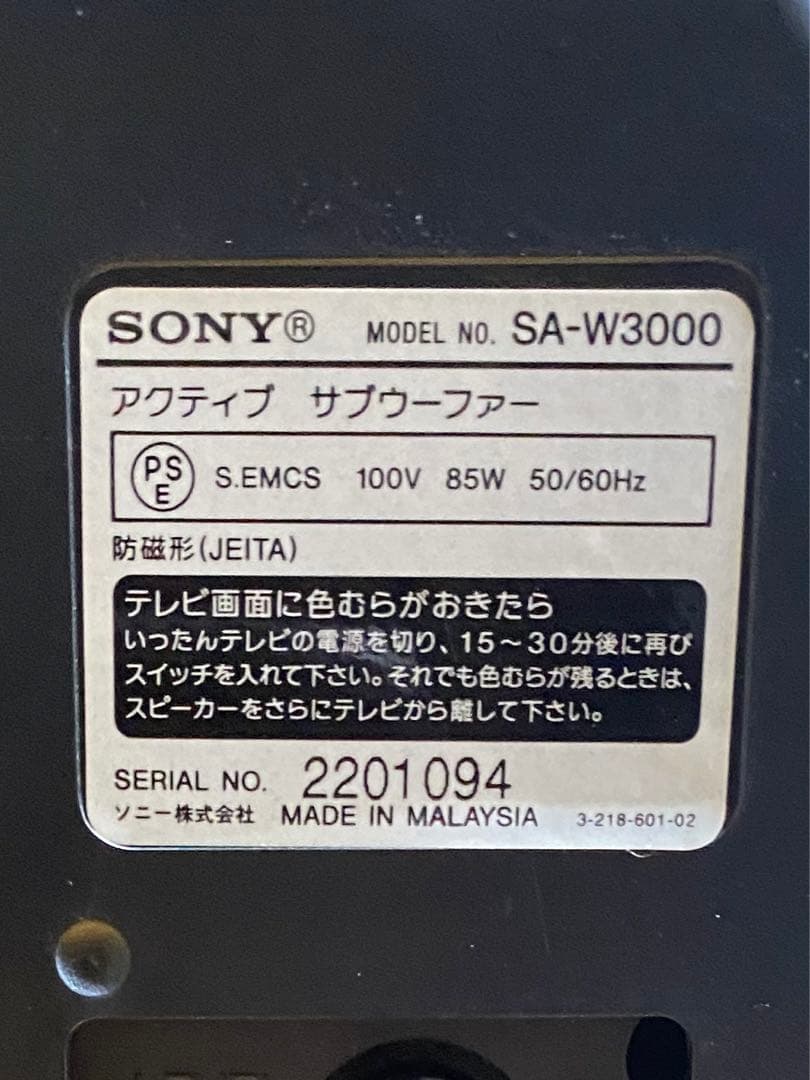 SONY® MODEL NO. SA-W3000
アクティブ サブウーファー
PSE S.EMCS 100V 85W 50/60Hz
防磁形(JEITA)
テレビ画面に色むらがおきたら
いったんテレビの電源を切り、15～30分後に再び
スイッチを入れて下さい。それでも色むらが残るときは、
スピーカーをさらにテレビから離して下さい。
SERIAL NO. 2201094
ソニー株式会社 MADE IN MALAYSIA 3-218-601-02